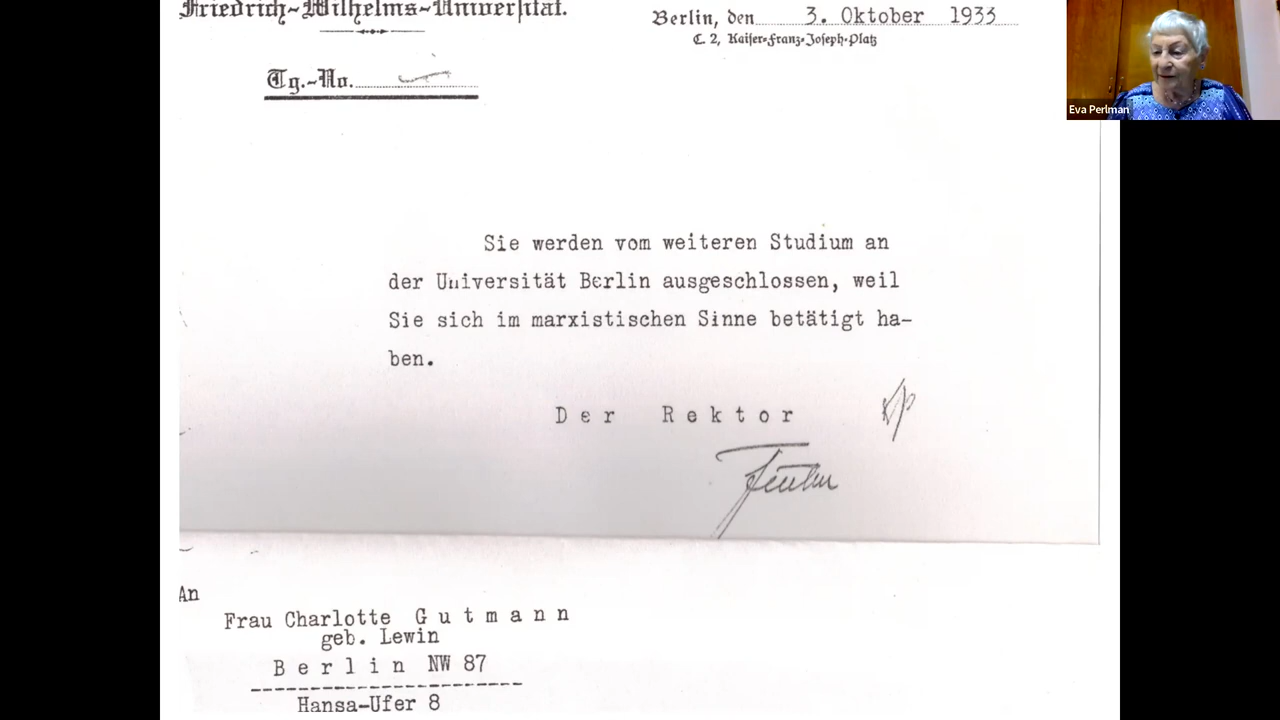 Friedrich-Wilhelms-Universität.
Berlin, den 3. Oktober 1933
C. 2, Kaiser-Franz-Joseph-Platz
Tg.-No.
Eva Perlman
Sie werden vom weiteren Studium an
der Universität Berlin ausgeschlossen, weil
Sie sich im marxistischen Sinne betätigt ha-
ben.
Der Rektor
An
Frau Charlotte Gutmann
geb. Lewin
Berlin NW 87
Hansa-Ufer 8